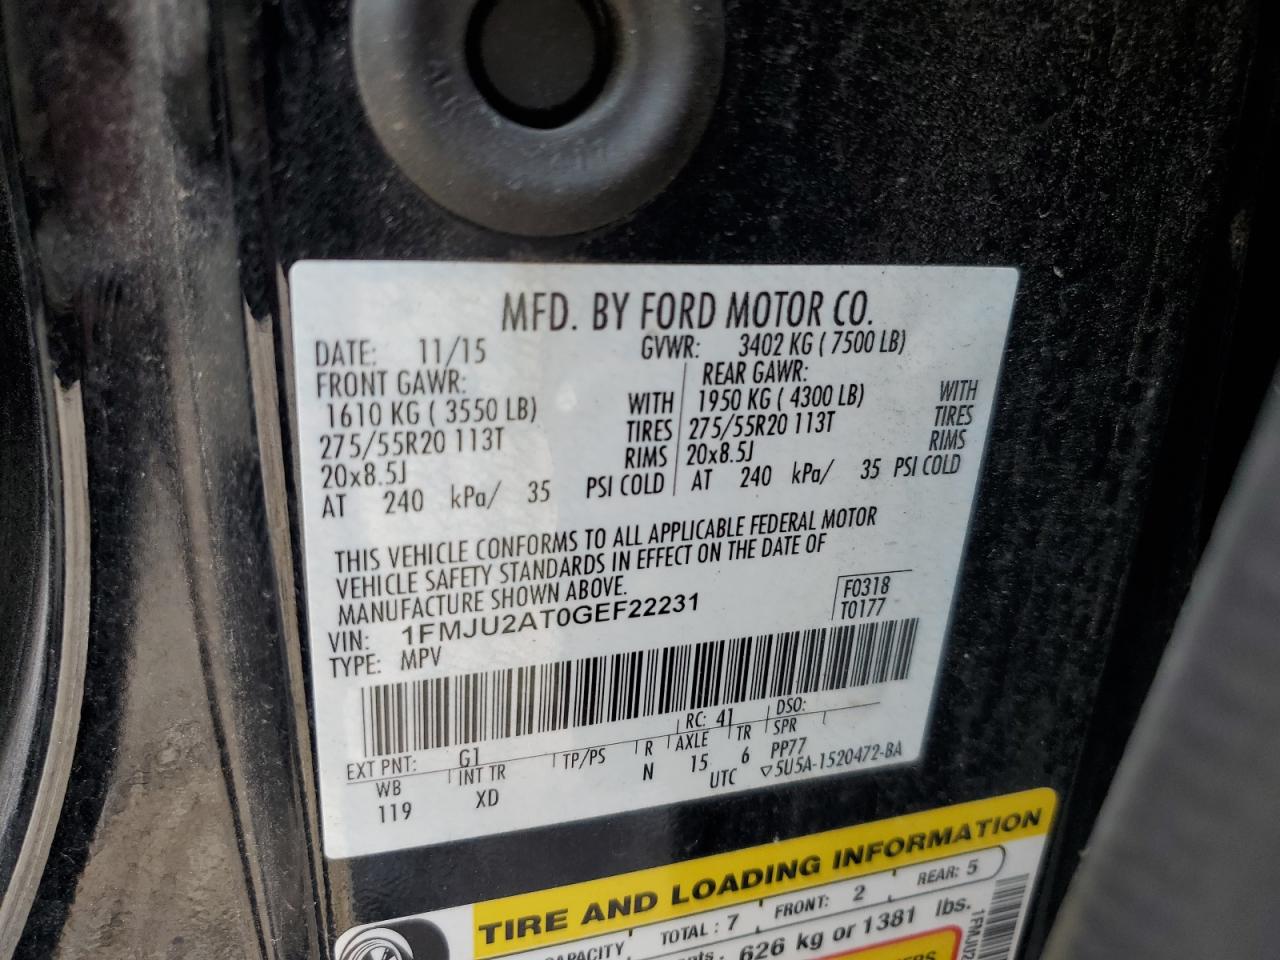 MFD. BY FORD MOTOR CO.
DATE: 11/15 GVWR: 3402 KG ( 7500 LB)
FRONT GAWR: REAR GAWR:
1610 KG ( 3550 LB) WITH 1950 KG ( 4300 LB) WITH
275/55R20 113T TIRES 275/55R20 113T TIRES
20x8.5J RIMS 20x8.5J RIMS
AT 240 kPa/ 35 PSI COLD AT 240 kPa/ 35 PSI COLD
THIS VEHICLE CONFORMS TO ALL APPLICABLE FEDERAL MOTOR
VEHICLE SAFETY STANDARDS IN EFFECT ON THE DATE OF
MANUFACTURE SHOWN ABOVE.
VIN: 1FMJU2AT0GEF22231 F0318
TYPE: MPV T0177
EXT PNT: G1 RC: 41 DSO:
WB INT TR TP/PS R AXLE TR SPR
119 XD N 15 6 PP77
UTC ▽5U5A-1520472-BA
TIRE AND LOADING INFORMATION
CAPACITY TOTAL : 7 FRONT: 2 REAR: 5
626 kg or 1381 lbs.